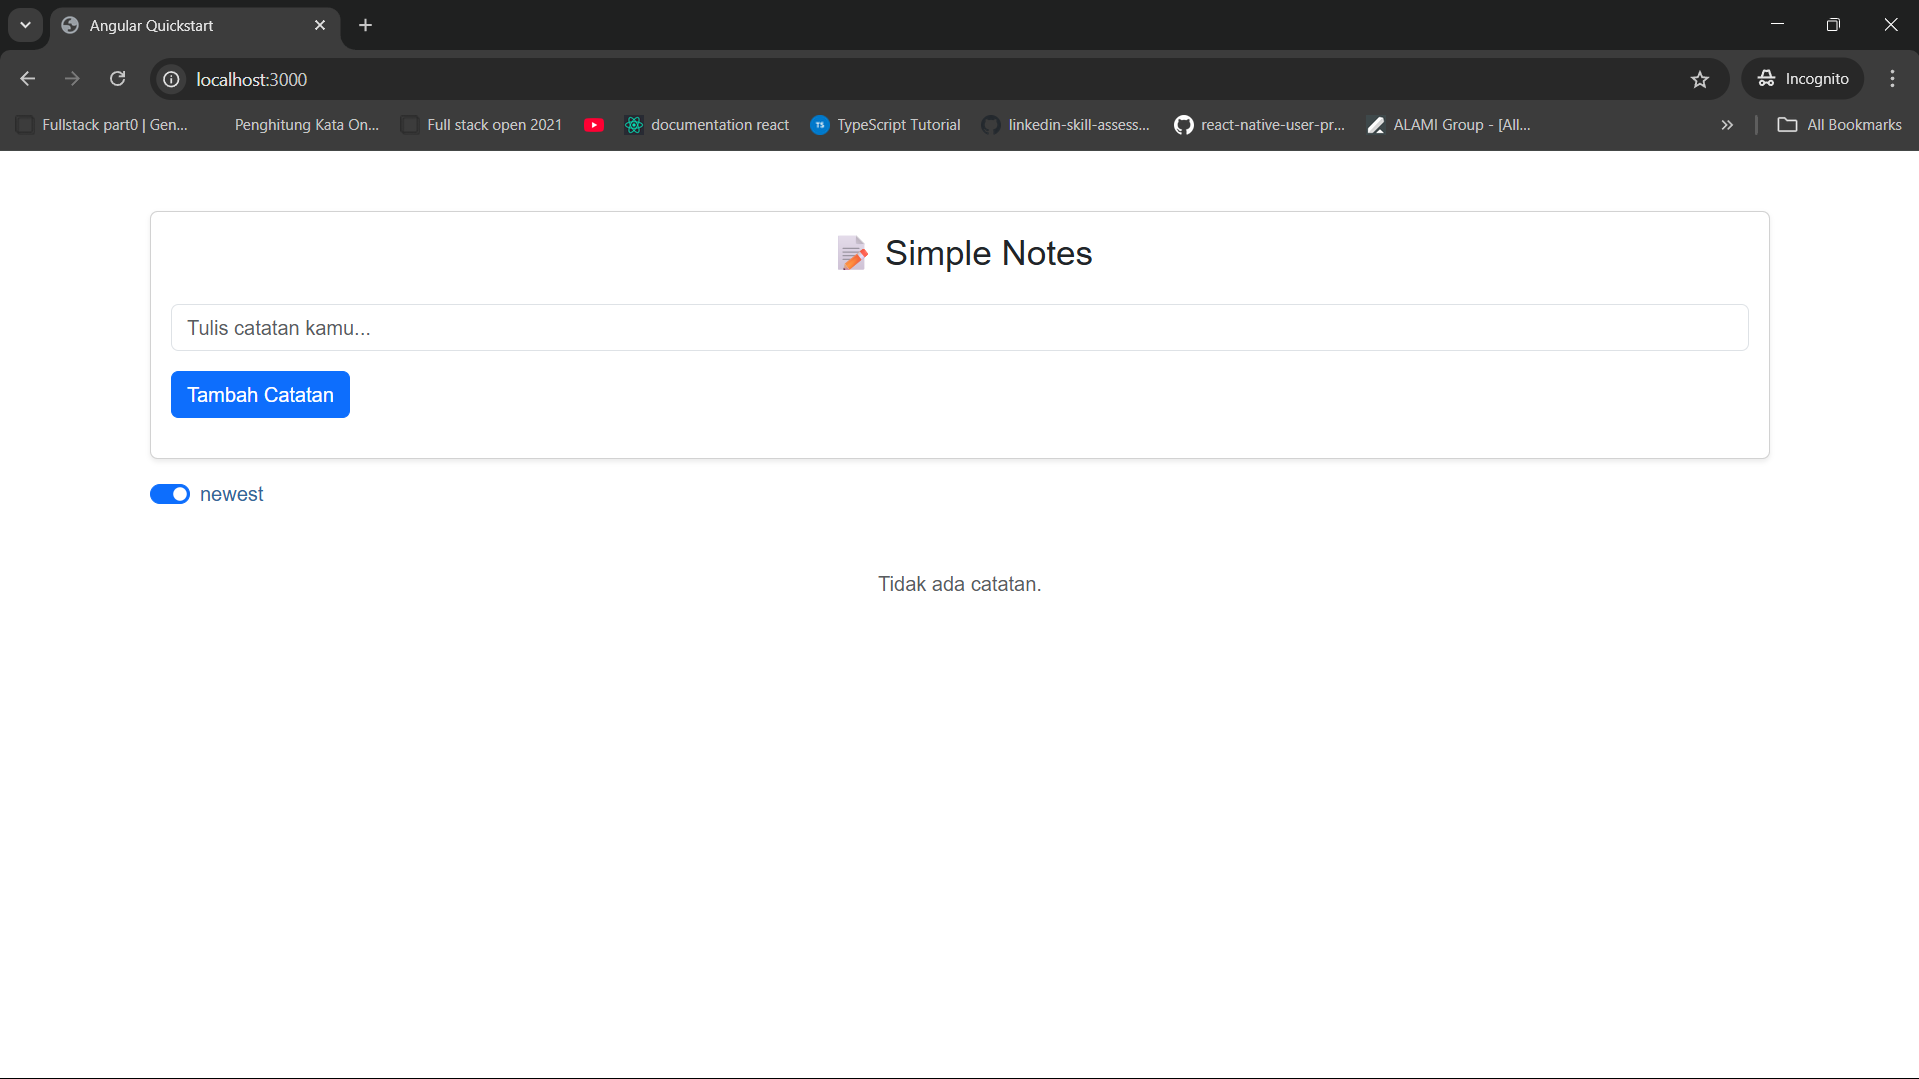 Angular Quickstart
localhost:3000
Incognito
Fullstack part0 | Gen...
Penghitung Kata On...
Full stack open 2021
documentation react
TS
TypeScript Tutorial
linkedin-skill-assess...
react-native-user-pr...
ALAMI Group - [All...
All Bookmarks
Simple Notes
Tulis catatan kamu...
Tambah Catatan
newest
Tidak ada catatan.